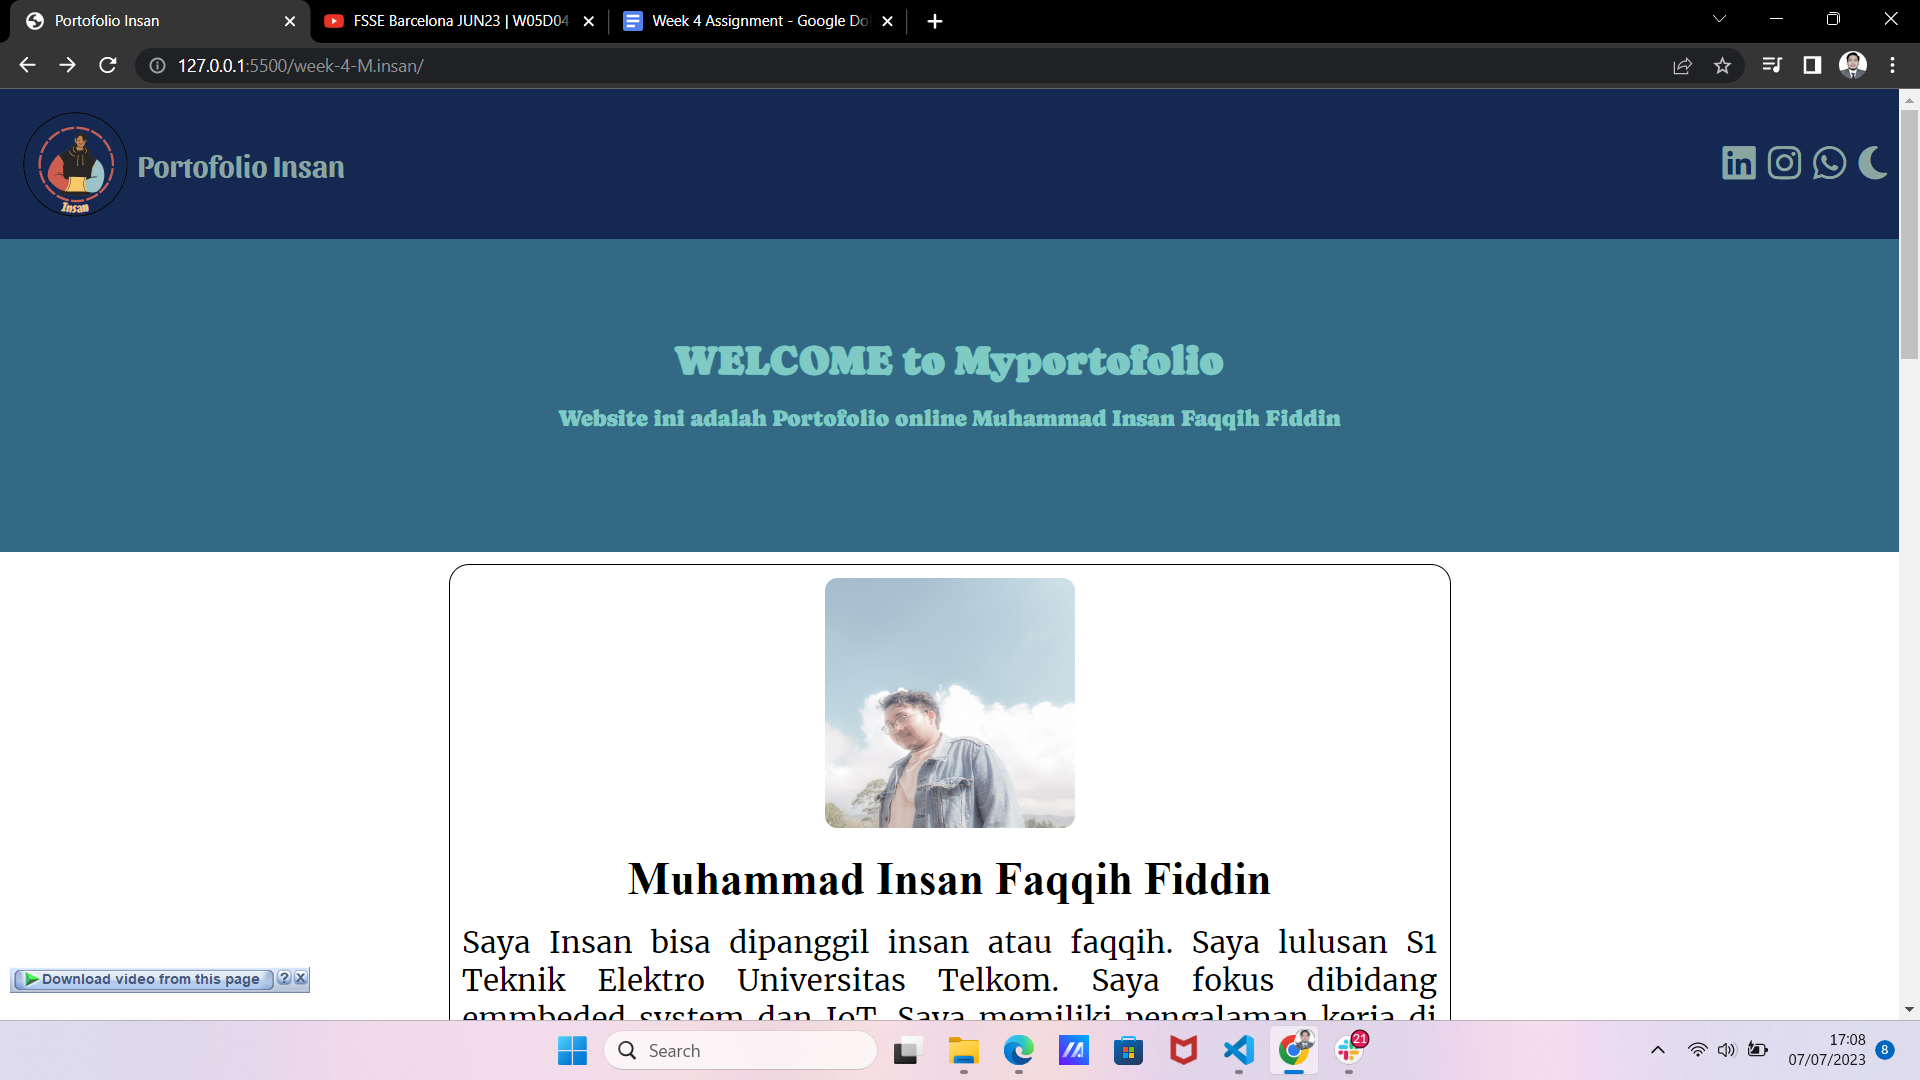 Portofolio Insan
FSSE Barcelona JUN23 | W05D04
Week 4 Assignment - Google Do
127.0.0.1:5500/week-4-M.insan/
Insan
Portofolio Insan
in
WELCOME to Myportofolio
Website ini adalah Portofolio online Muhammad Insan Faqqih Fiddin
Muhammad Insan Faqqih Fiddin
Saya Insan bisa dipanggil insan atau faqqih. Saya lulusan S1
Teknik Elektro Universitas Telkom. Saya fokus dibidang
emmbeded system dan IoT. Saya memiliki pengalaman kerja di
Download video from this page
?
Search
21
17:08
07/07/2023
8